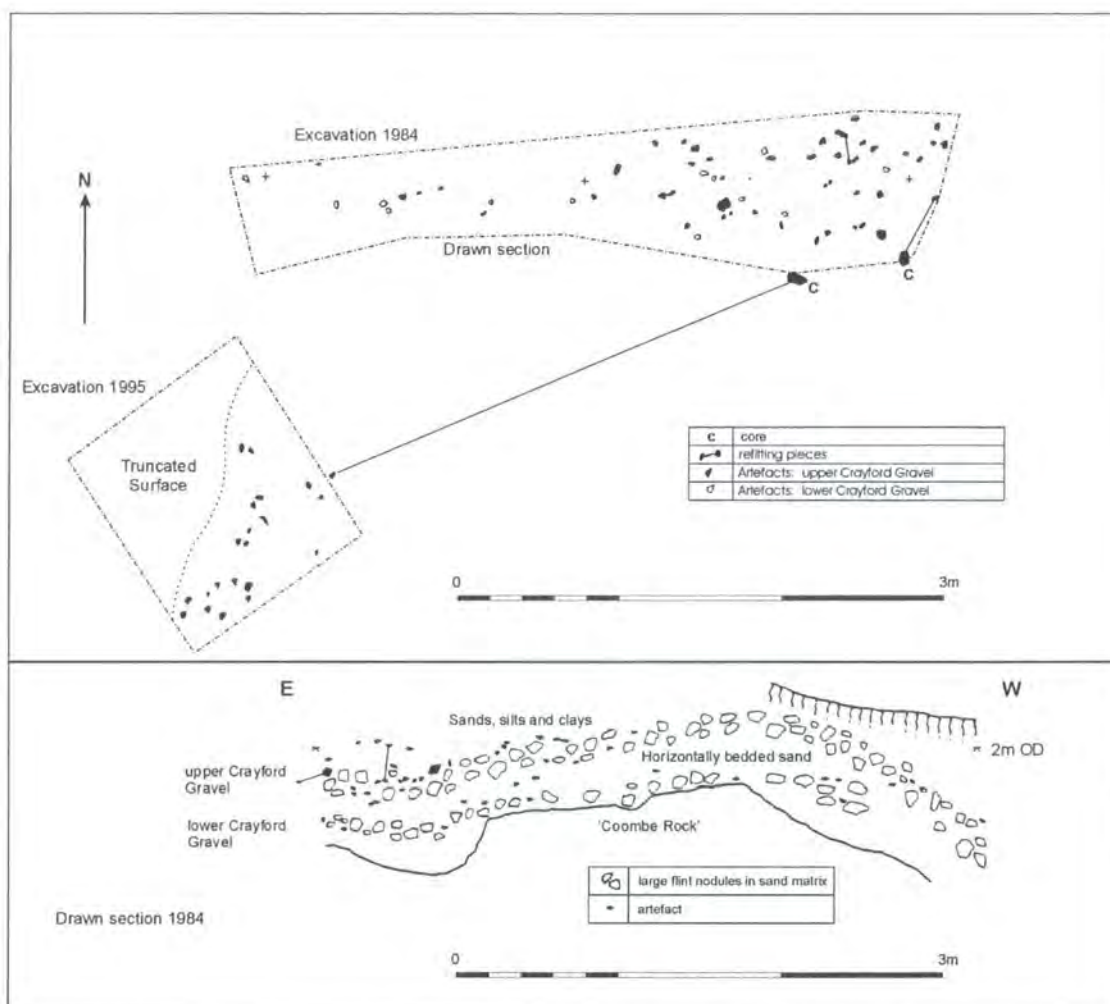 Excavation 1984
N
Drawn section
C
C
Excavation 1995
Truncated
Surface
C core
refitting pieces
Artefacts: upper Crayford Gravel
Artefacts: lower Crayford Gravel
0 3m
E W
Sands, silts and clays
2m OD
Horizontally bedded sand
upper Crayford
Gravel
lower Crayford
Gravel
'Coombe Rock'
large flint nodules in sand matrix
artefact
Drawn section 1984
0 3m